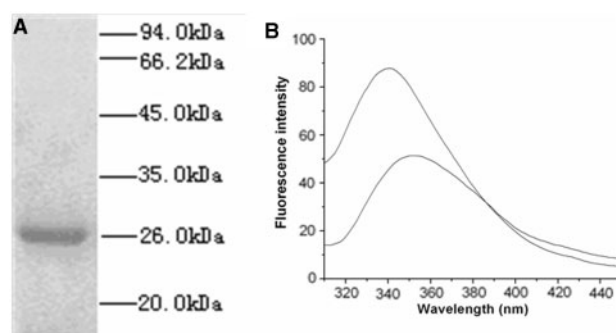 A
94.0kDa
66.2kDa
45.0kDa
35.0kDa
26.0kDa
20.0kDa
B
100
80
60
40
20
0
Fluorescence intensity
320 340 360 380 400 420 440
Wavelength (nm)